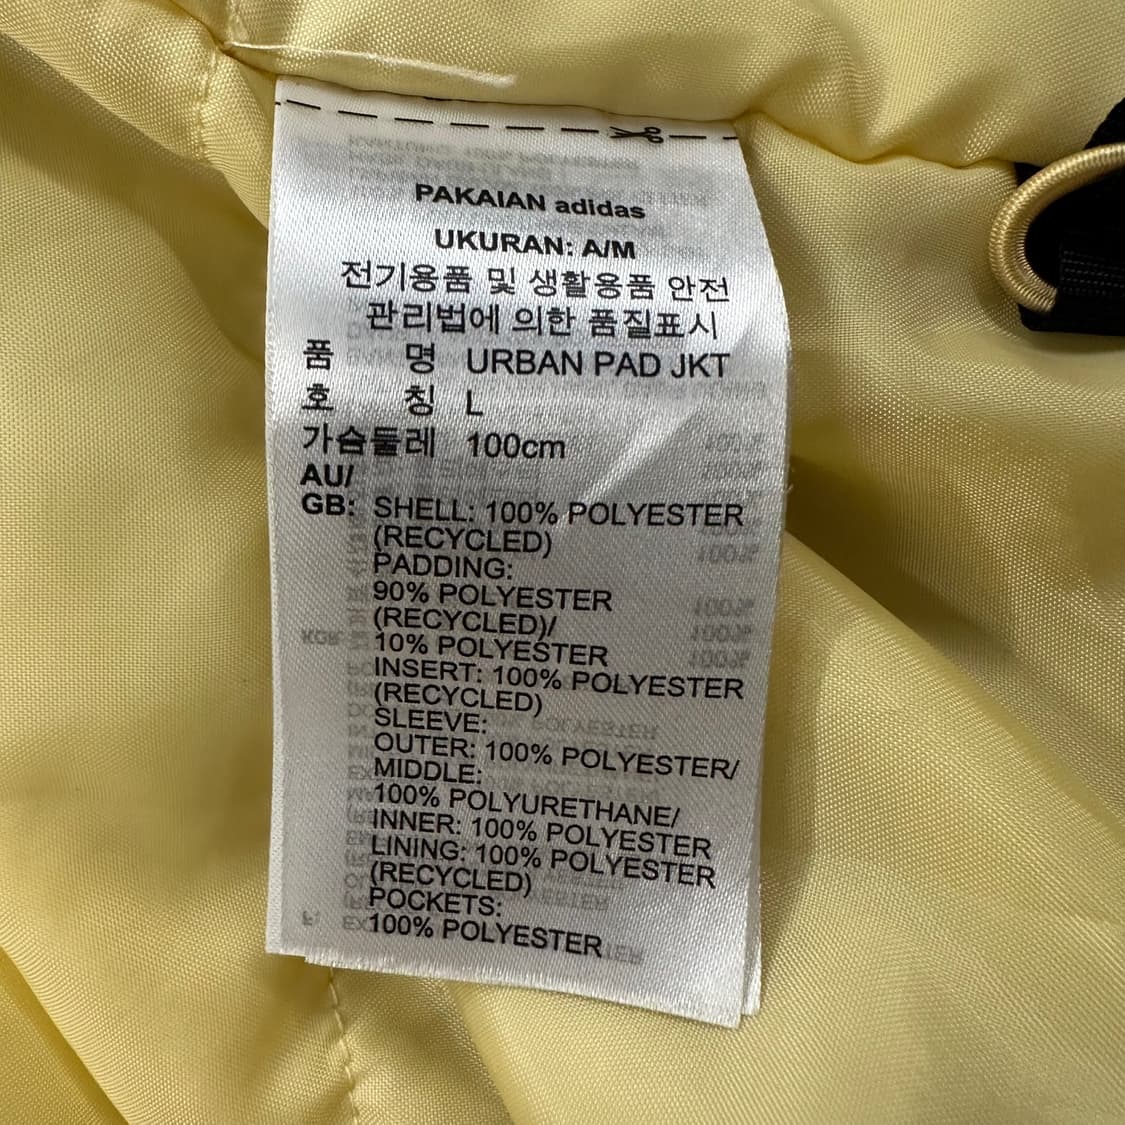 PAKAIAN adidas
UKURAN: A/M
전기용품 및 생활용품 안전
관리법에 의한 품질표시
품 명 URBAN PAD JKT
호 칭 L
가슴둘레 100cm
AU/
GB: SHELL: 100% POLYESTER
(RECYCLED)
PADDING:
90% POLYESTER
(RECYCLED)/
10% POLYESTER
INSERT: 100% POLYESTER
(RECYCLED)
SLEEVE:
OUTER: 100% POLYESTER/
MIDDLE:
100% POLYURETHANE/
INNER: 100% POLYESTER
LINING: 100% POLYESTER
(RECYCLED)
POCKETS:
100% POLYESTER